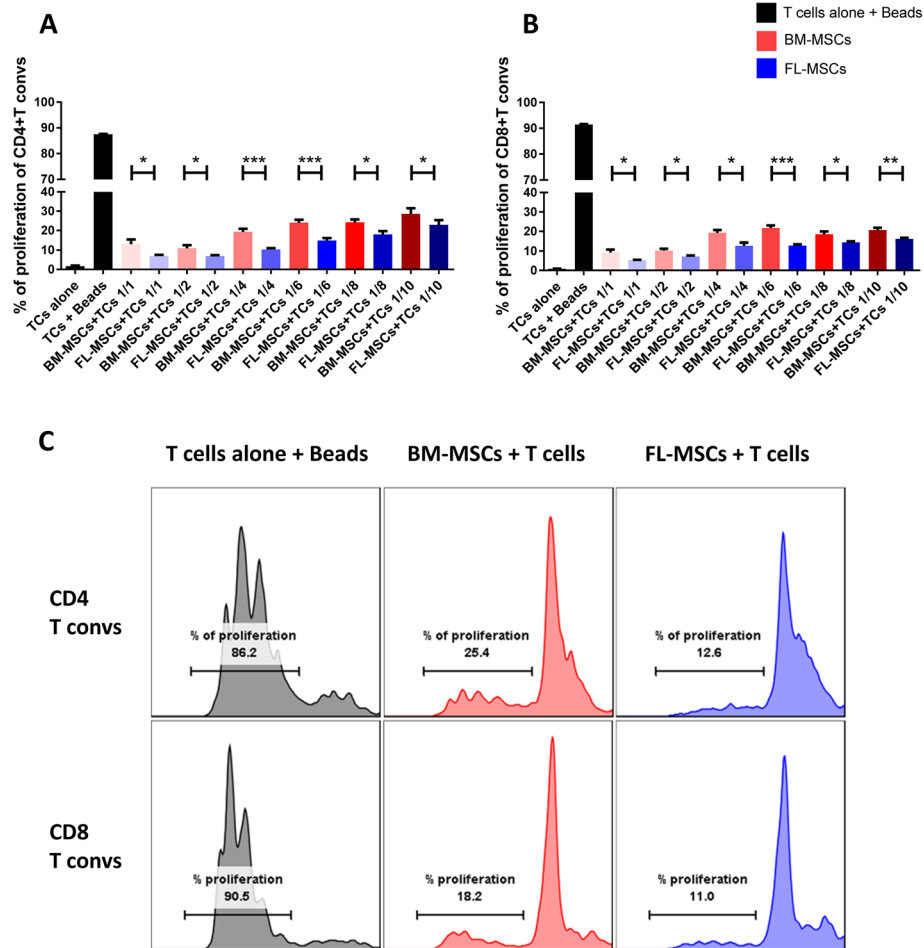 A
B
T cells alone + Beads
BM-MSCs
FL-MSCs
% of proliferation of CD4+T convs
100
90
80
70
40
30
20
10
0
* * *** *** * *
TCs alone
TCs + Beads
BM-MSCs+TCs 1/1
FL-MSCs+TCs 1/1
BM-MSCs+TCs 1/2
FL-MSCs+TCs 1/2
BM-MSCs+TCs 1/4
FL-MSCs+TCs 1/4
BM-MSCs+TCs 1/6
FL-MSCs+TCs 1/6
BM-MSCs+TCs 1/8
FL-MSCs+TCs 1/8
BM-MSCs+TCs 1/10
FL-MSCs+TCs 1/10
% of proliferation of CD8+T convs
100
90
80
70
40
30
20
10
0
* * * *** * **
TCs alone
TCs + Beads
BM-MSCs+TCs 1/1
FL-MSCs+TCs 1/1
BM-MSCs+TCs 1/2
FL-MSCs+TCs 1/2
BM-MSCs+TCs 1/4
FL-MSCs+TCs 1/4
BM-MSCs+TCs 1/6
FL-MSCs+TCs 1/6
BM-MSCs+TCs 1/8
FL-MSCs+TCs 1/8
BM-MSCs+TCs 1/10
FL-MSCs+TCs 1/10
C
T cells alone + Beads
BM-MSCs + T cells
FL-MSCs + T cells
CD4
T convs
% of proliferation
86.2
% of proliferation
25.4
% of proliferation
12.6
CD8
T convs
% proliferation
90.5
% proliferation
18.2
% proliferation
11.0